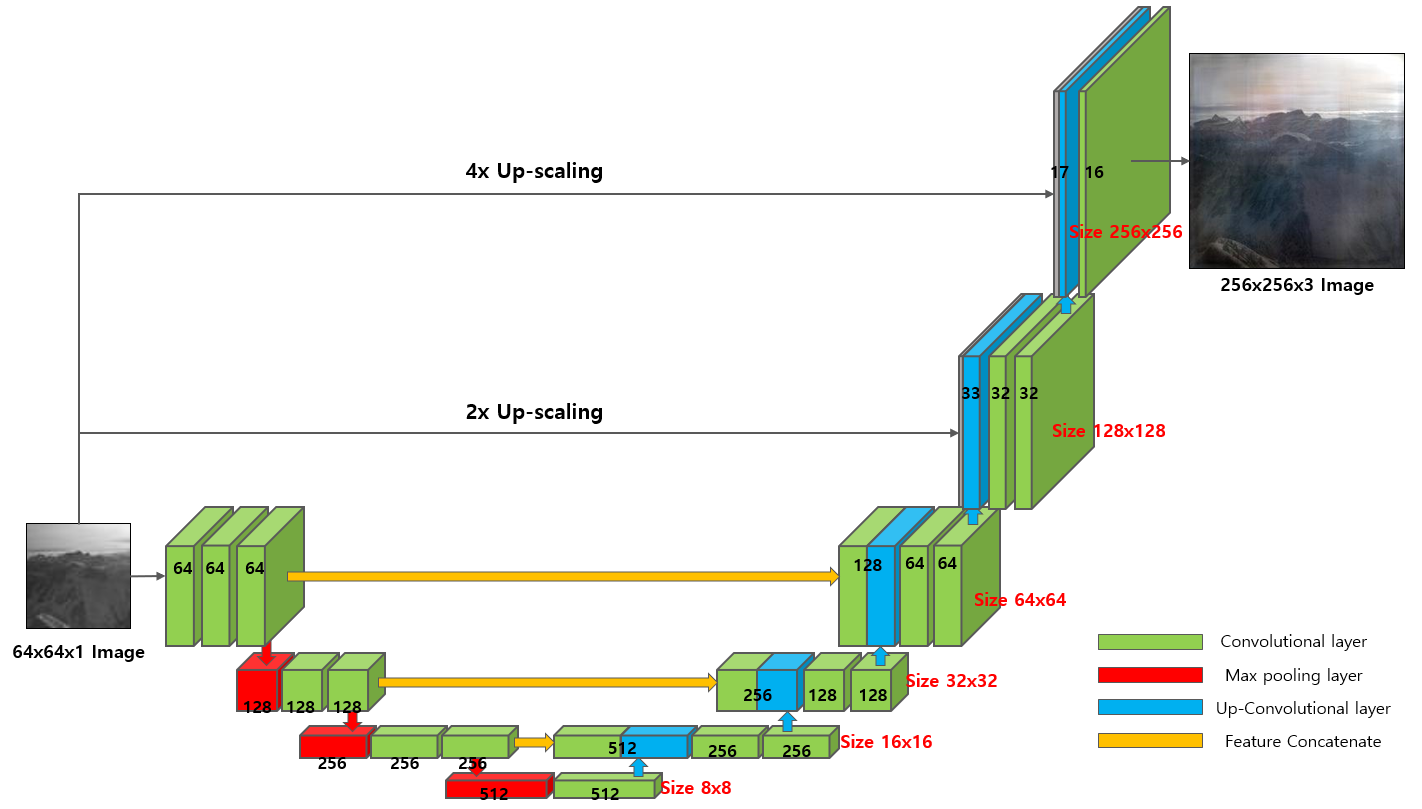 4x Up-scaling
17
16
Size 256x256
256x256x3 Image
2x Up-scaling
33
32
32
Size 128x128
64
64
64
128
64
64
Size 64x64
64x64x1 Image
128
128
128
256
128
128
Size 32x32
256
256
256
512
256
256
Size 16x16
512
512
Size 8x8
Convolutional layer
Max pooling layer
Up-Convolutional layer
Feature Concatenate